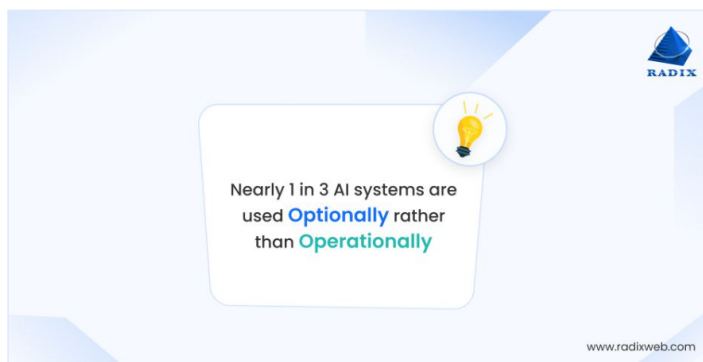 RADIX
Nearly 1 in 3 AI systems are
used Optionally rather
than Operationally
www.radixweb.com